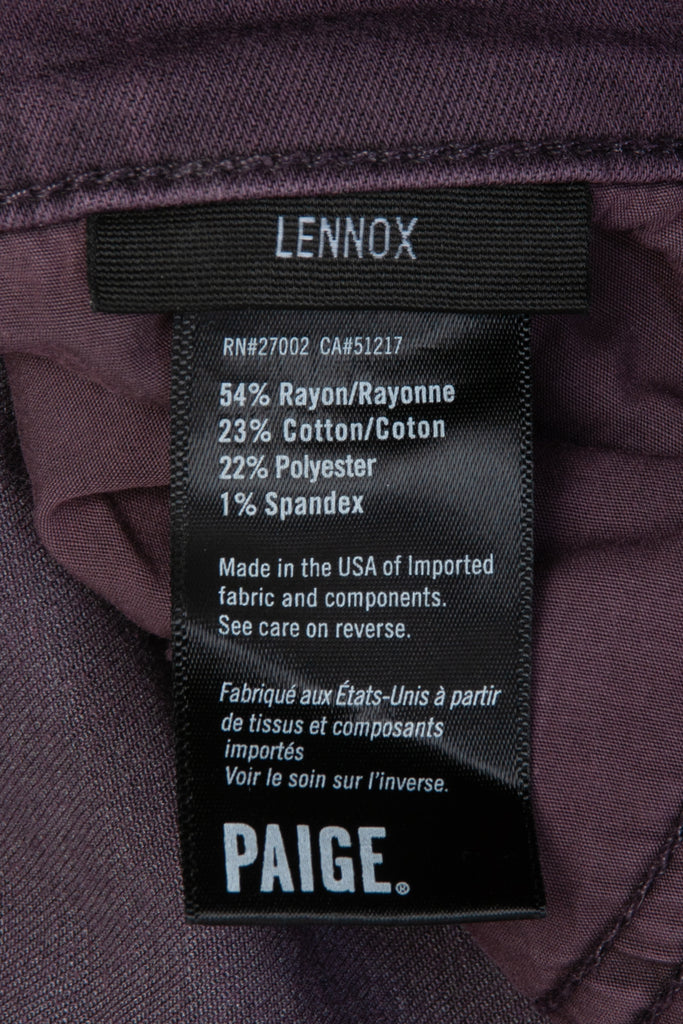 LENNOX
RN#27002 CA#51217
54% Rayon/Rayonne
23% Cotton/Coton
22% Polyester
1% Spandex
Made in the USA of Imported
fabric and components.
See care on reverse.
Fabriqué aux États-Unis à partir
de tissus et composants
importés
Voir le soin sur l'inverse.
PAIGE®